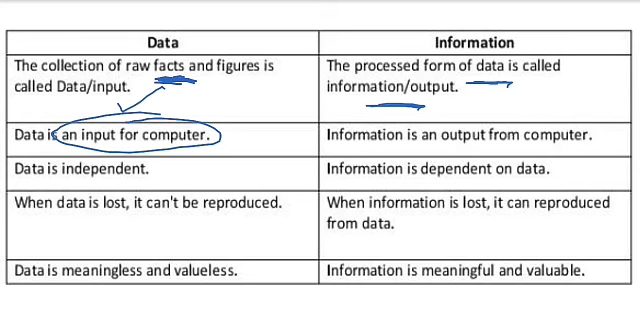 Data
Information
The collection of raw facts and figures is
called Data/input.
The processed form of data is called
information/output.
Data is an input for computer.
Information is an output from computer.
Data is independent.
Information is dependent on data.
When data is lost, it can't be reproduced.
When information is lost, it can reproduced
from data.
Data is meaningless and valueless.
Information is meaningful and valuable.